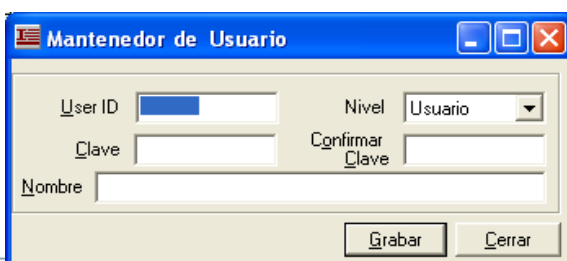 Mantenedor de Usuario
User ID
Nivel Usuario
Clave
Confirmar
Clave
Nombre
Grabar Cerrar